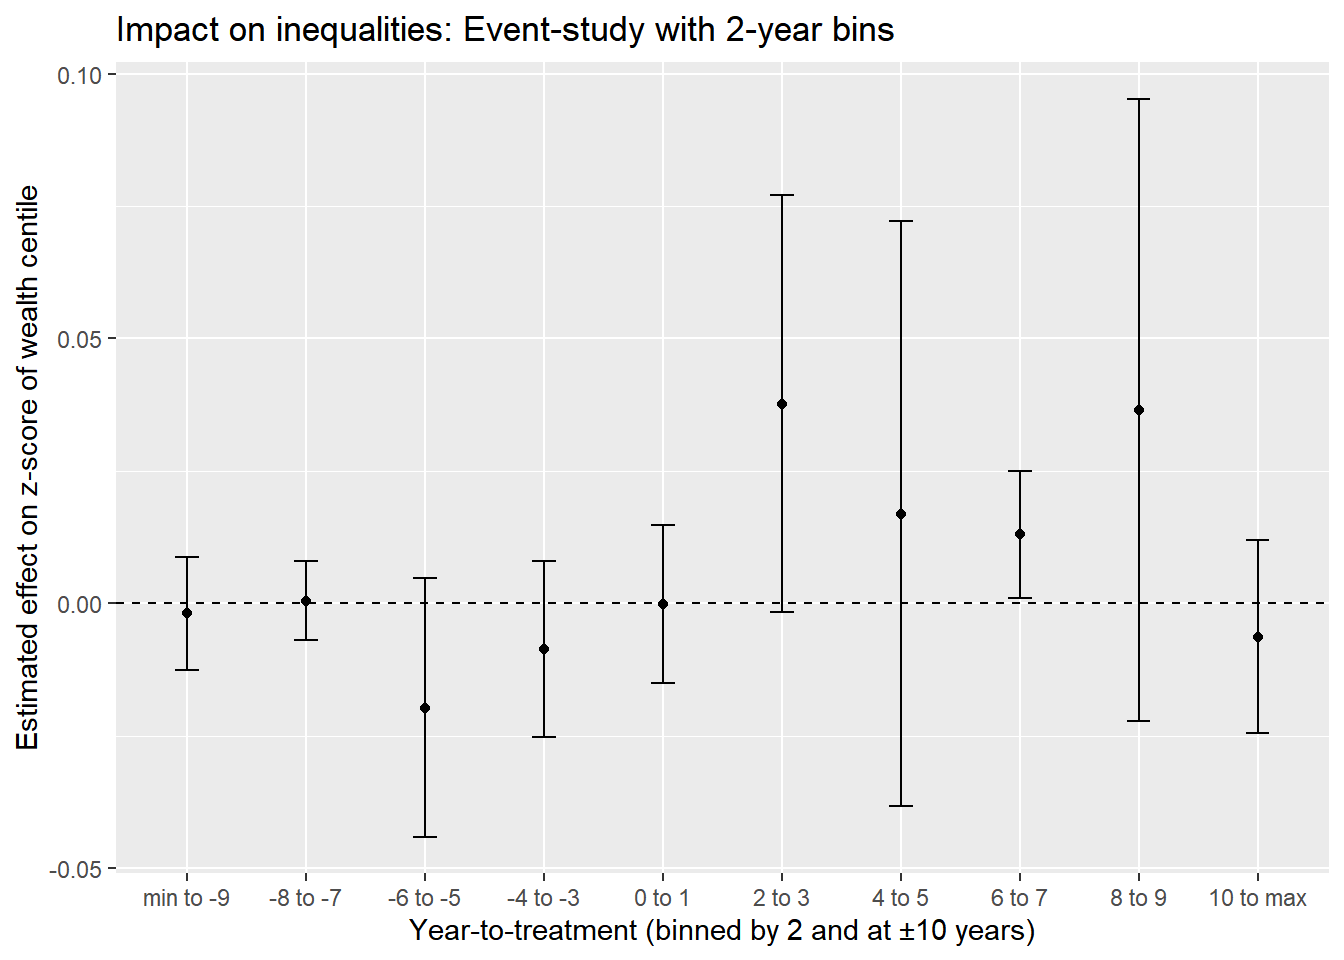 Impact on inequalities: Event-study with 2-year bins
Estimated effect on z-score of wealth centile
0.10
0.05
0.00
-0.05
min to -9
-8 to -7
-6 to -5
-4 to -3
0 to 1
2 to 3
4 to 5
6 to 7
8 to 9
10 to max
Year-to-treatment (binned by 2 and at ±10 years)